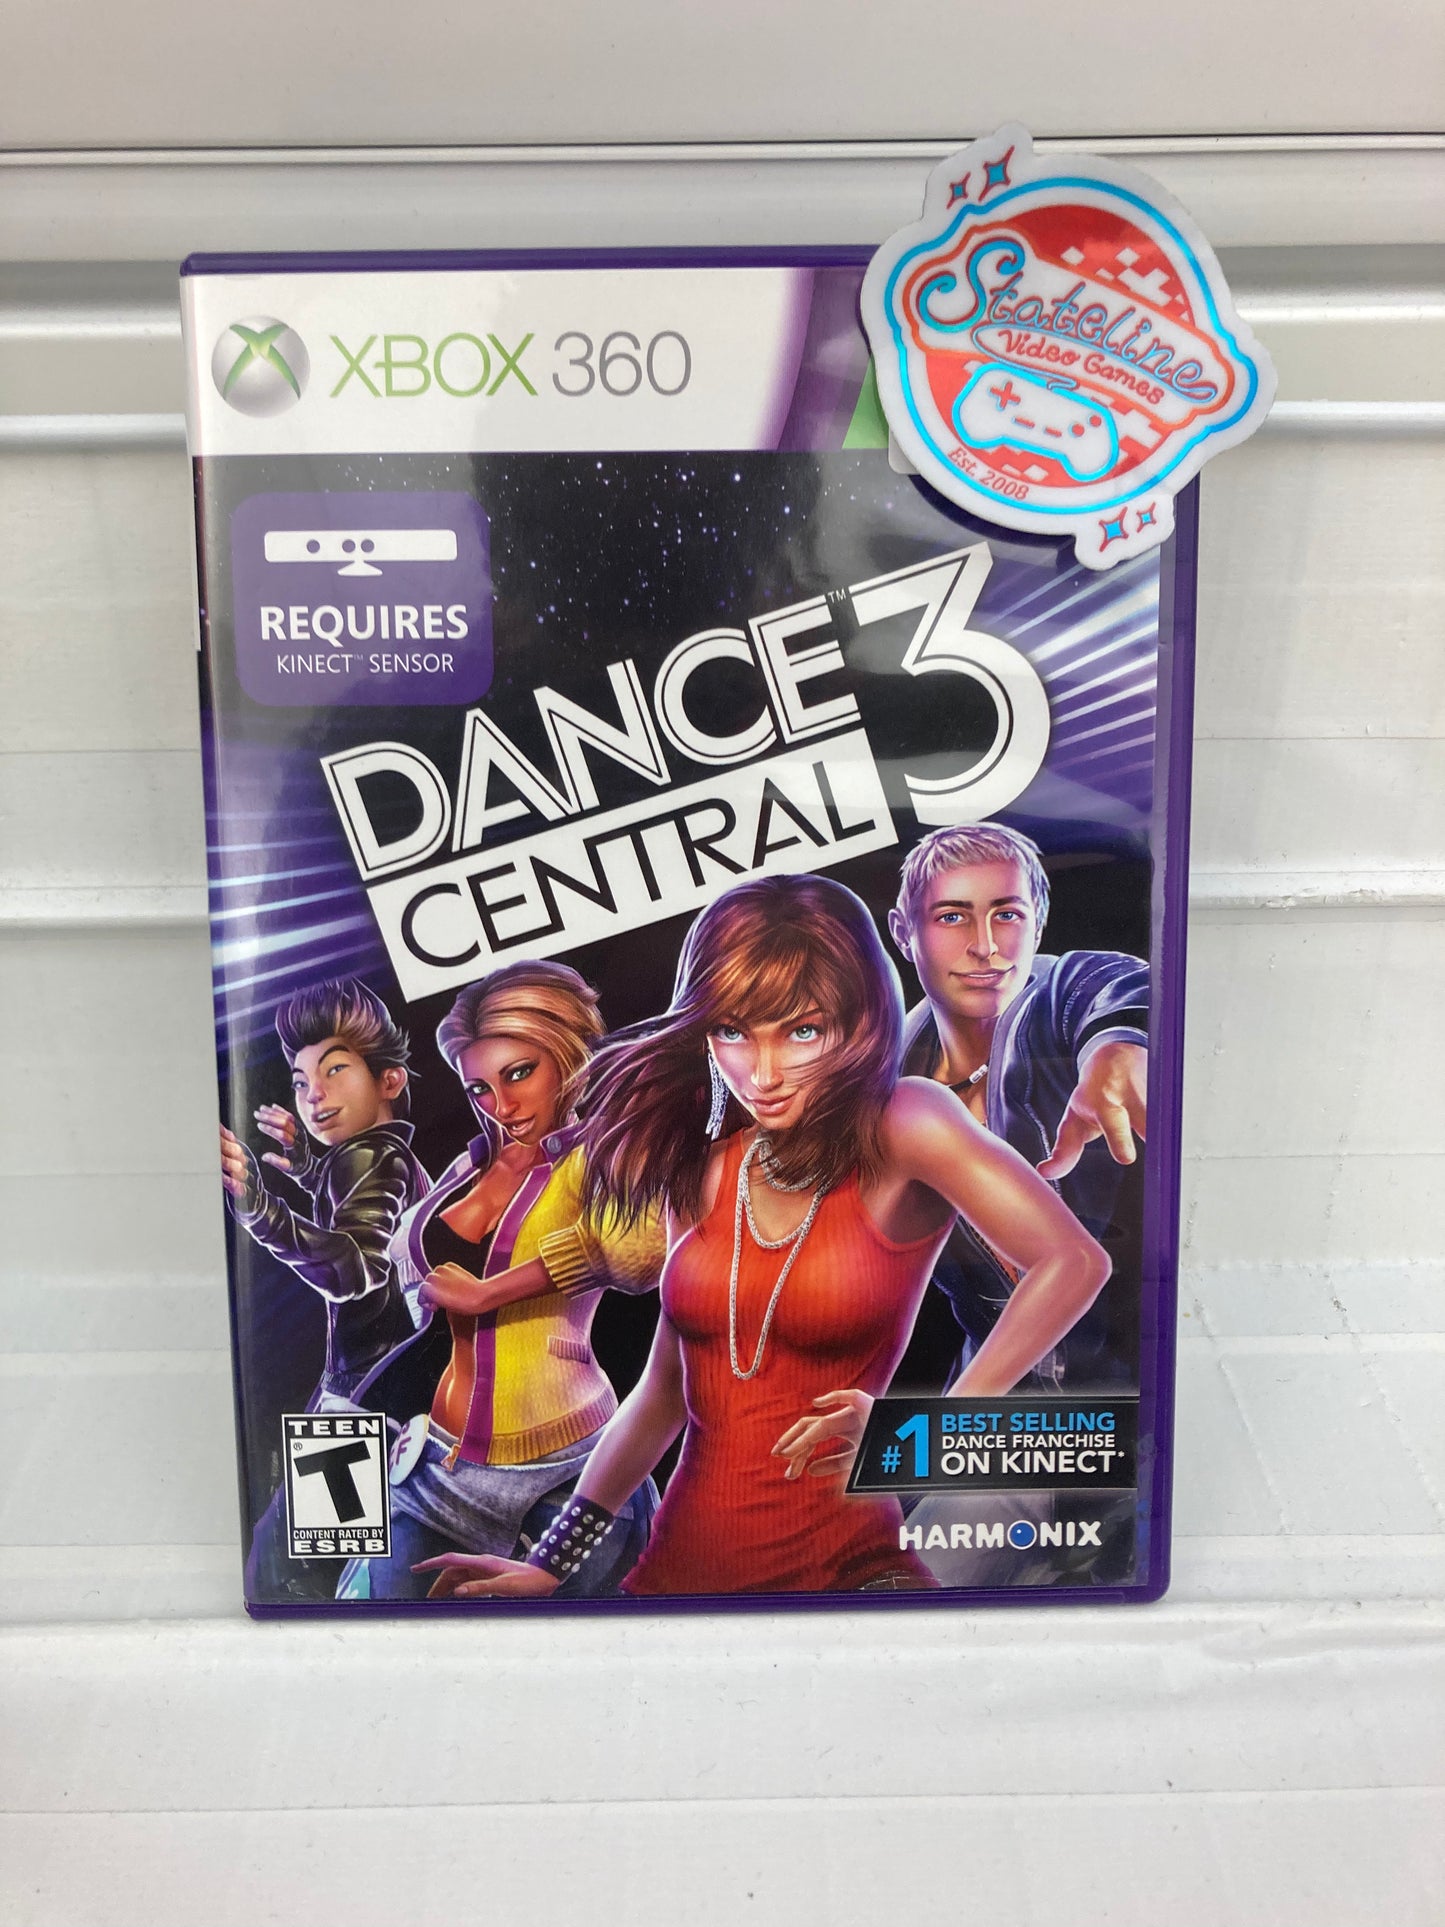 Stateline
Video Games
Est. 2008
XBOX 360
REQUIRES
KINECT™ SENSOR
DANCE™ 3
CENTRAL
TEEN
T
®
CONTENT RATED BY
ESRB
#1 BEST SELLING
DANCE FRANCHISE
ON KINECT*
HARMONIX